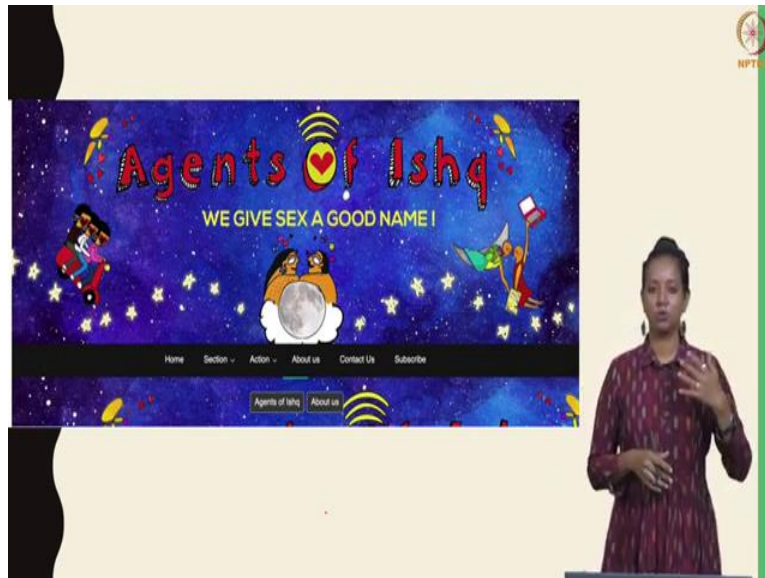 NPTEL
Agents of Ishq
WE GIVE SEX A GOOD NAME !
Home Section Action About us Contact Us Subscribe
Agents of Ishq About us